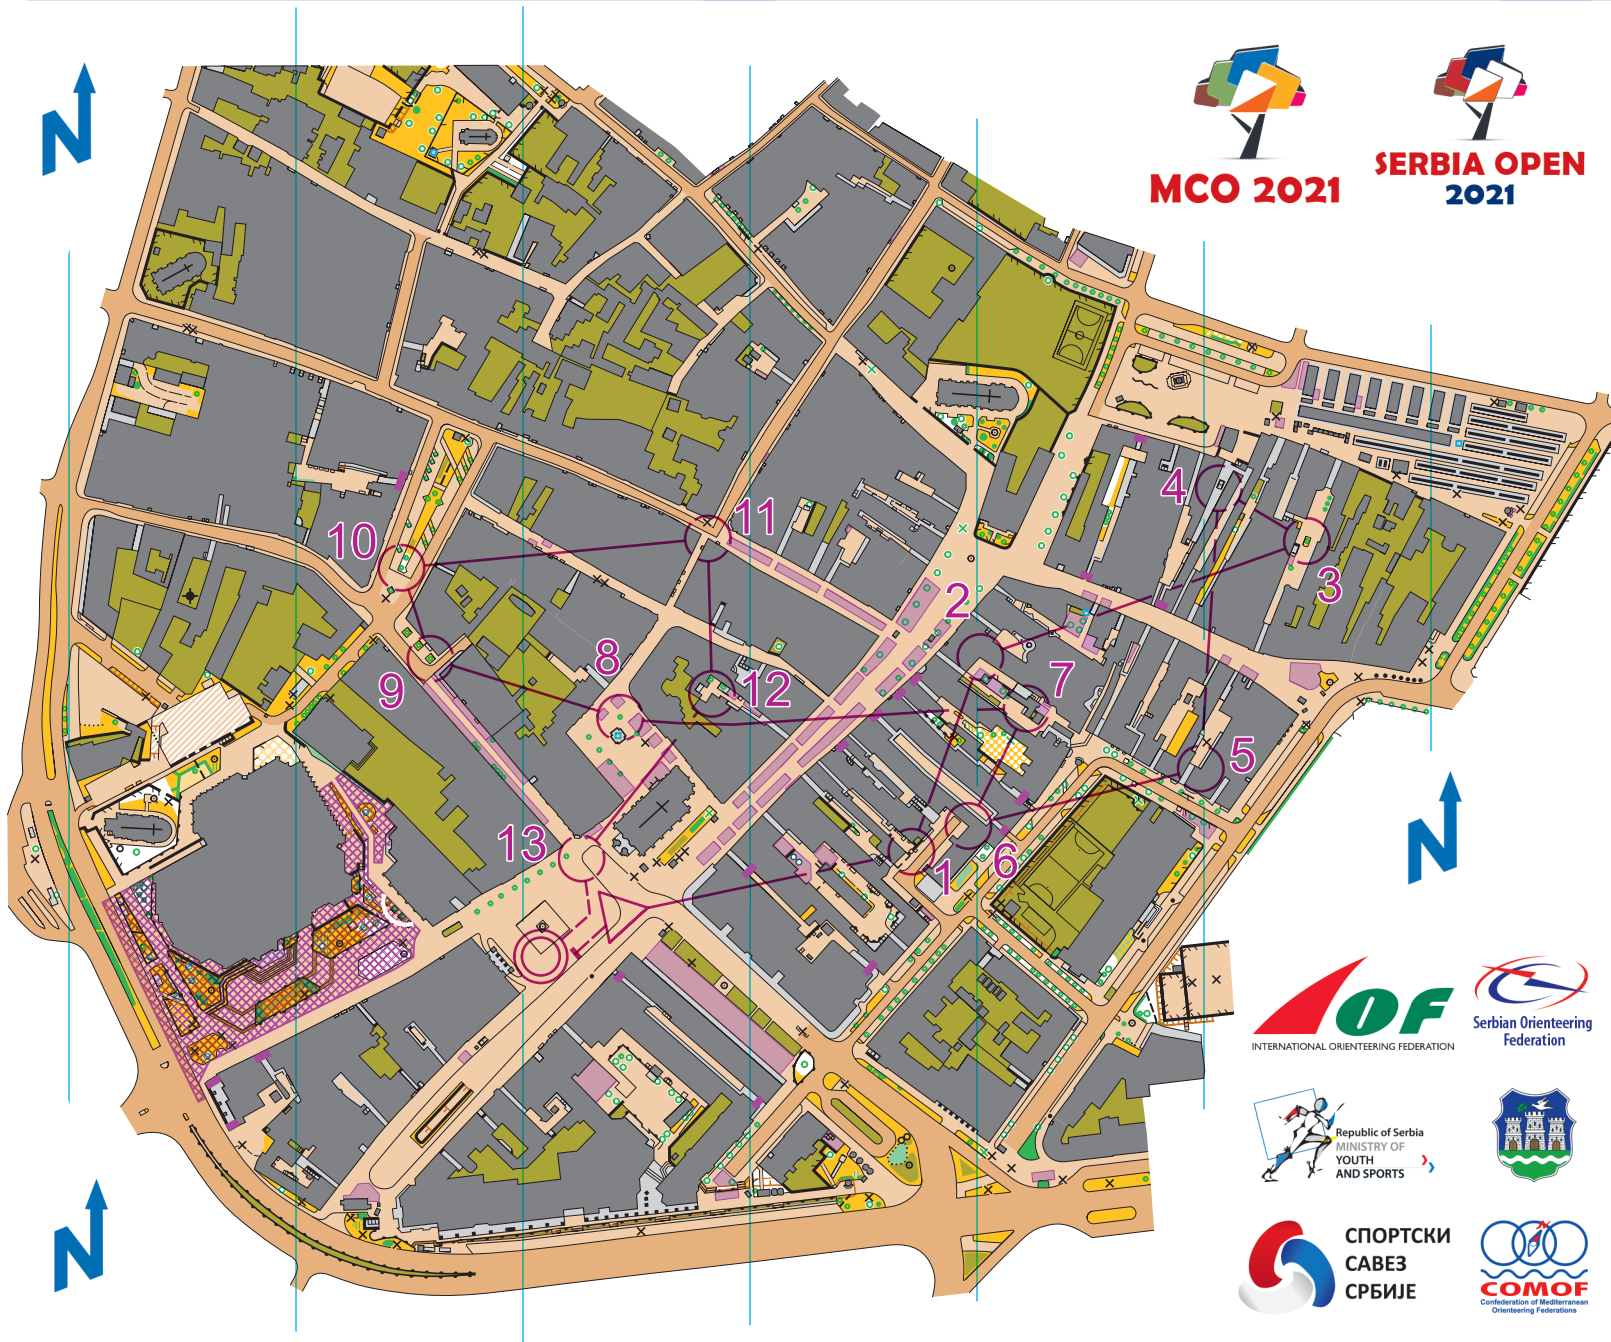 N
MCO 2021
SERBIA OPEN
2021
4
11
10
3
2
8
7
9
12
5
13
6
1
N
IOF
INTERNATIONAL ORIENTEERING FEDERATION
Serbian Orienteering
Federation
Republic of Serbia
MINISTRY OF
YOUTH
AND SPORTS
N
СПОРТСКИ
САВЕЗ
СРБИЈЕ
COMOF
Confederation of Mediterranean
Orienteering Federations